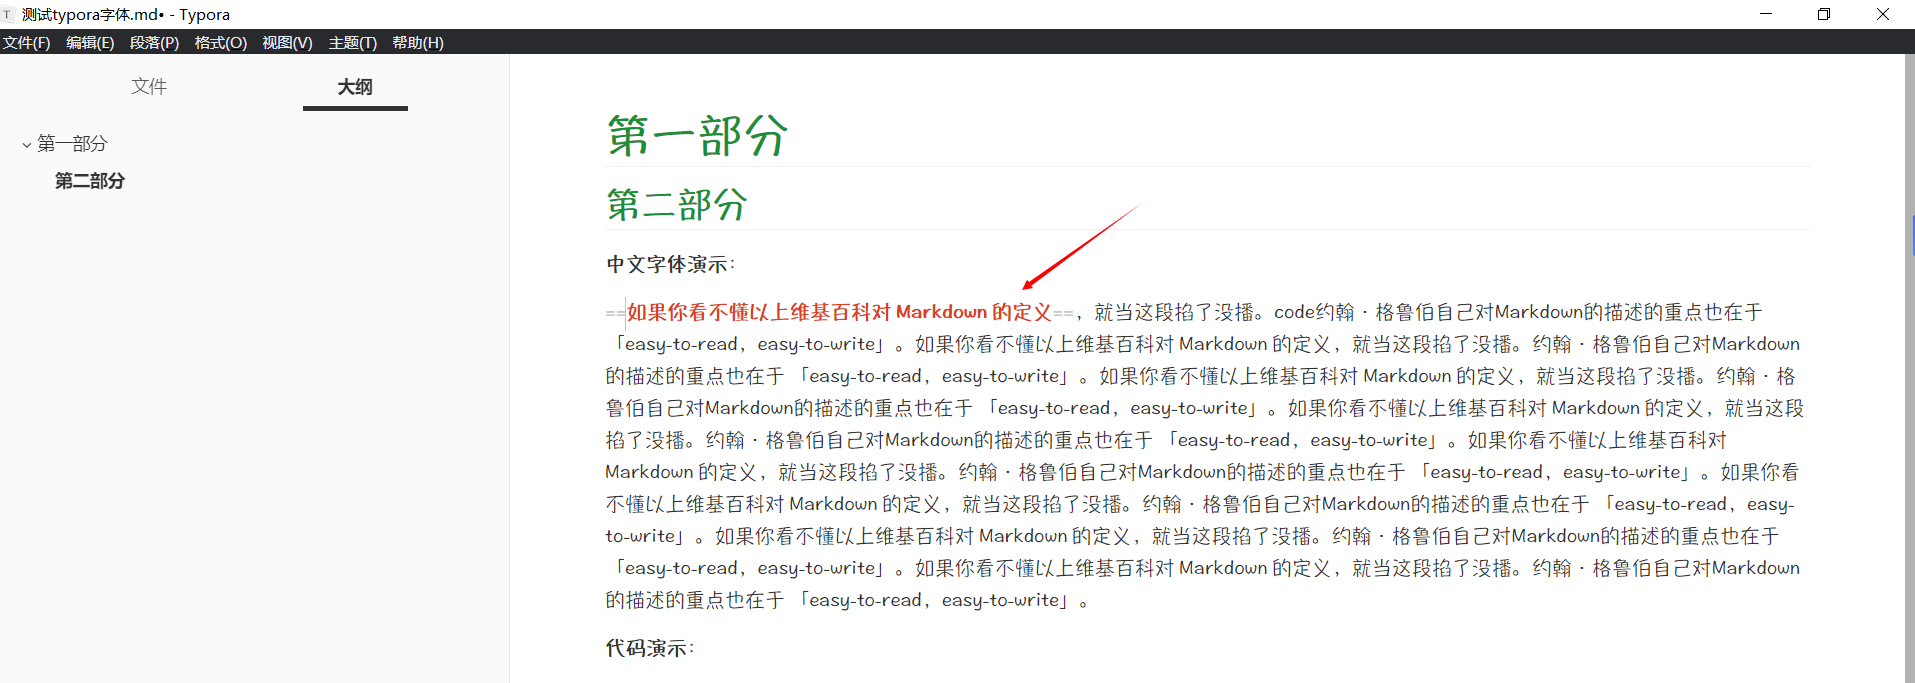 测试typora字体.md• - Typora
文件(F) 编辑(E) 段落(P) 格式(O) 视图(V) 主题(T) 帮助(H)
文件 大纲
第一部分
第二部分
第一部分
第二部分
中文字体演示：
==如果你看不懂以上维基百科对 Markdown 的定义==，就当这段掐了没播。code约翰·格鲁伯自己对Markdown的描述的重点也在于
「easy-to-read，easy-to-write」。如果你看不懂以上维基百科对 Markdown 的定义，就当这段掐了没播。约翰·格鲁伯自己对Markdown
的描述的重点也在于 「easy-to-read，easy-to-write」。如果你看不懂以上维基百科对 Markdown 的定义，就当这段掐了没播。约翰·格
鲁伯自己对Markdown的描述的重点也在于 「easy-to-read，easy-to-write」。如果你看不懂以上维基百科对 Markdown 的定义，就当这段
掐了没播。约翰·格鲁伯自己对Markdown的描述的重点也在于 「easy-to-read，easy-to-write」。如果你看不懂以上维基百科对
Markdown 的定义，就当这段掐了没播。约翰·格鲁伯自己对Markdown的描述的重点也在于 「easy-to-read，easy-to-write」。如果你看
不懂以上维基百科对 Markdown 的定义，就当这段掐了没播。约翰·格鲁伯自己对Markdown的描述的重点也在于 「easy-to-read，easy-
to-write」。如果你看不懂以上维基百科对 Markdown 的定义，就当这段掐了没播。约翰·格鲁伯自己对Markdown的描述的重点也在于
「easy-to-read，easy-to-write」。如果你看不懂以上维基百科对 Markdown 的定义，就当这段掐了没播。约翰·格鲁伯自己对Markdown
的描述的重点也在于 「easy-to-read，easy-to-write」。
代码演示：